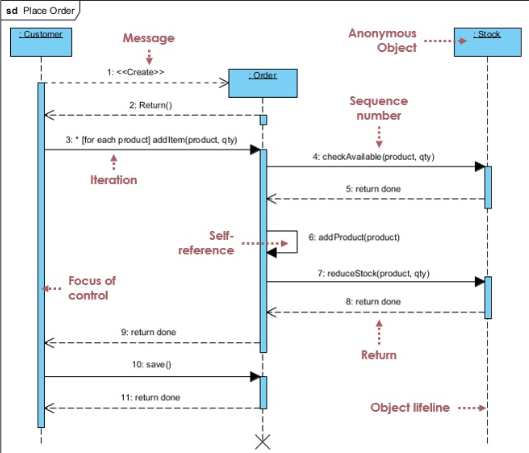 sd Place Order
: Customer
Message
Anonymous
Object
: Stock
1: <<Create>>
: Order
2: Return()
Sequence
number
3: * [for each product] addItem(product, qty)
4: checkAvailable(product, qty)
Iteration
5: return done
Self-
reference
6: addProduct(product)
7: reduceStock(product, qty)
Focus of
control
8: return done
9: return done
Return
10: save()
11: return done
Object lifeline